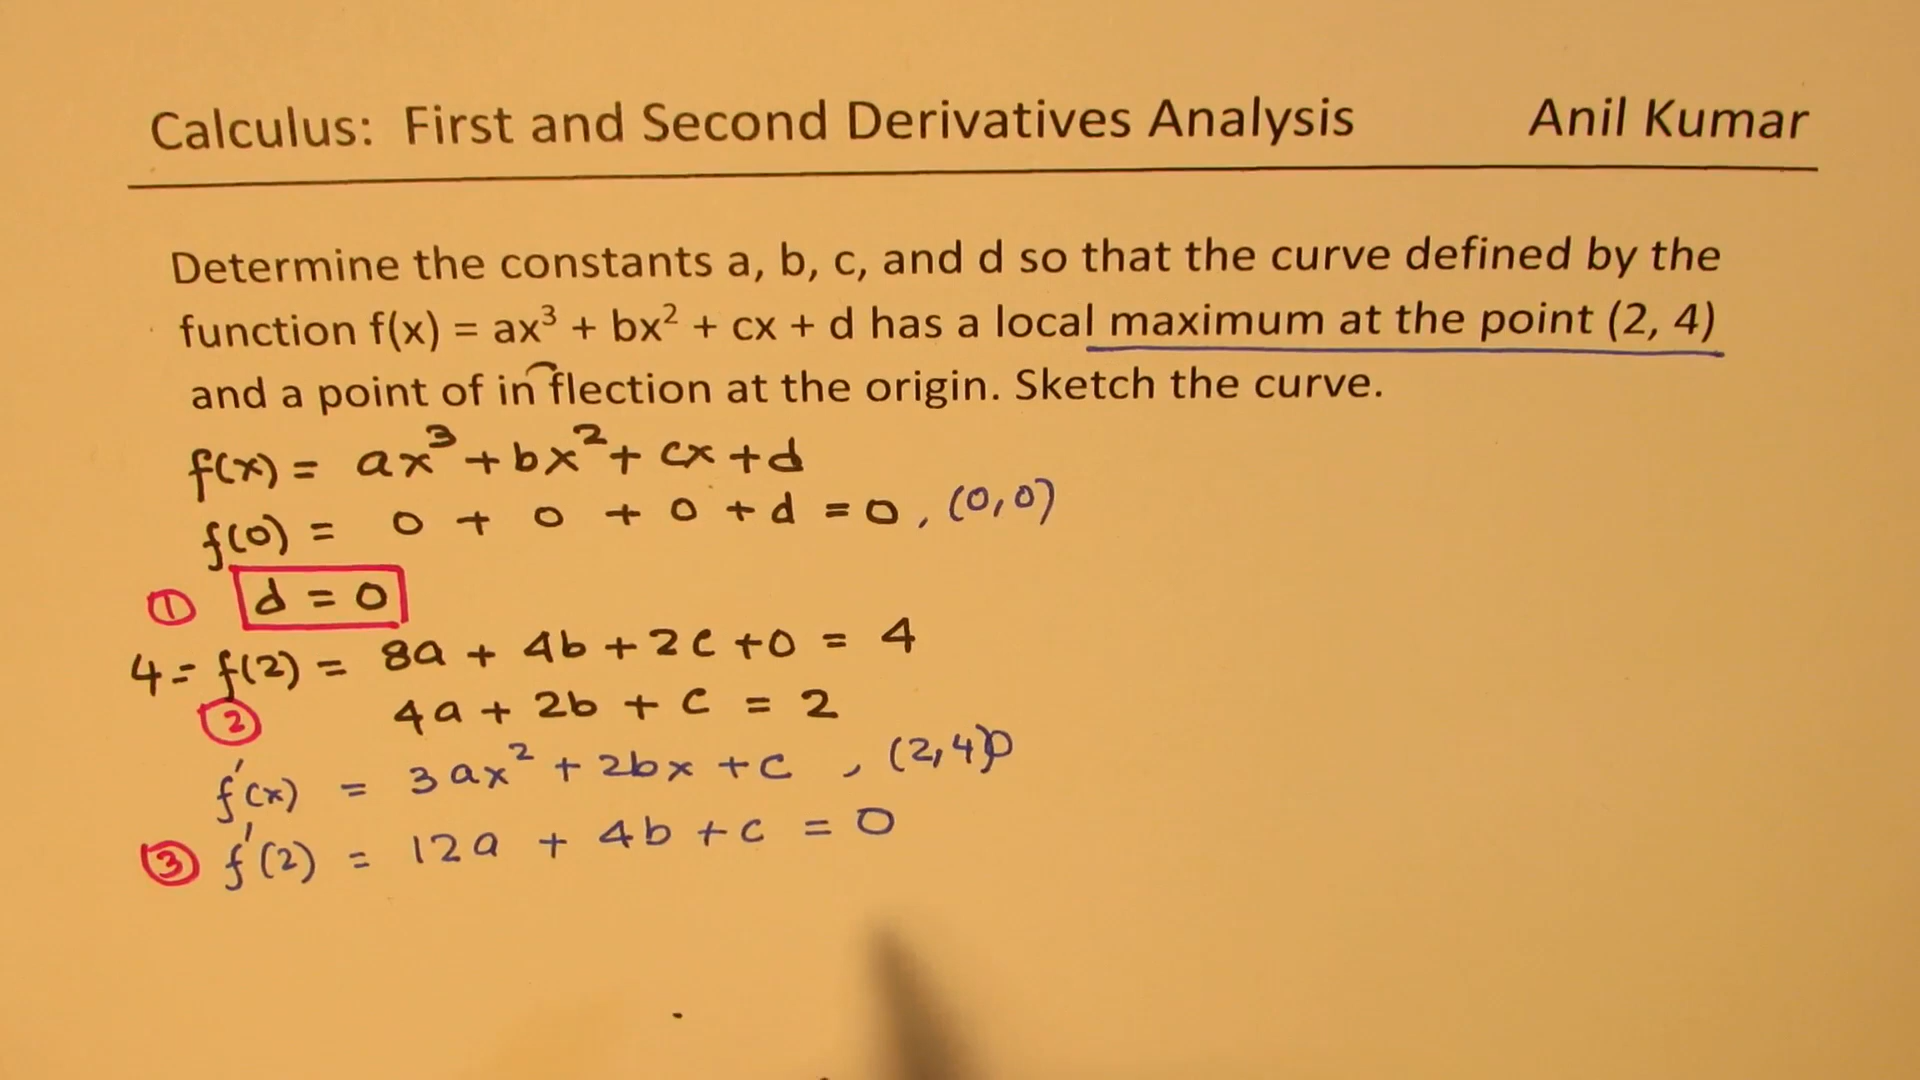 Calculus: First and Second Derivatives Analysis Anil Kumar
Determine the constants a, b, c, and d so that the curve defined by the
function f(x) = ax³ + bx² + cx + d has a local maximum at the point (2, 4)
and a point of in flection at the origin. Sketch the curve.
f(x) = ax³ + bx² + cx + d
f(0) = 0 + 0 + 0 + d = 0, (0,0)
① d = 0
4 = f(2) = 8a + 4b + 2c + 0 = 4
② 4a + 2b + c = 2
f'(x) = 3ax² + 2bx + c , (2,4)
③ f'(2) = 12a + 4b + c = 0